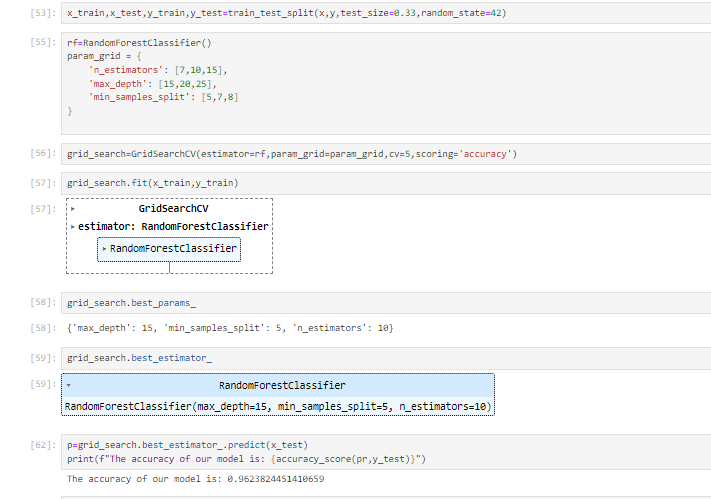 [53]: x_train,x_test,y_train,y_test=train_test_split(x,y,test_size=0.33,random_state=42)
[55]: rf=RandomForestClassifier()
param_grid = {
'n_estimators': [7,10,15],
'max_depth': [15,20,25],
'min_samples_split': [5,7,8]
}
[56]: grid_search=GridSearchCV(estimator=rf,param_grid=param_grid,cv=5,scoring='accuracy')
[57]: grid_search.fit(x_train,y_train)
[57]: ▸ GridSearchCV
▸ estimator: RandomForestClassifier
▸ RandomForestClassifier
[58]: grid_search.best_params_
[58]: {'max_depth': 15, 'min_samples_split': 5, 'n_estimators': 10}
[59]: grid_search.best_estimator_
[59]: ▾ RandomForestClassifier
RandomForestClassifier(max_depth=15, min_samples_split=5, n_estimators=10)
[62]: p=grid_search.best_estimator_.predict(x_test)
print(f"The accuracy of our model is: {accuracy_score(pr,y_test)}")
The accuracy of our model is: 0.9623824451410659